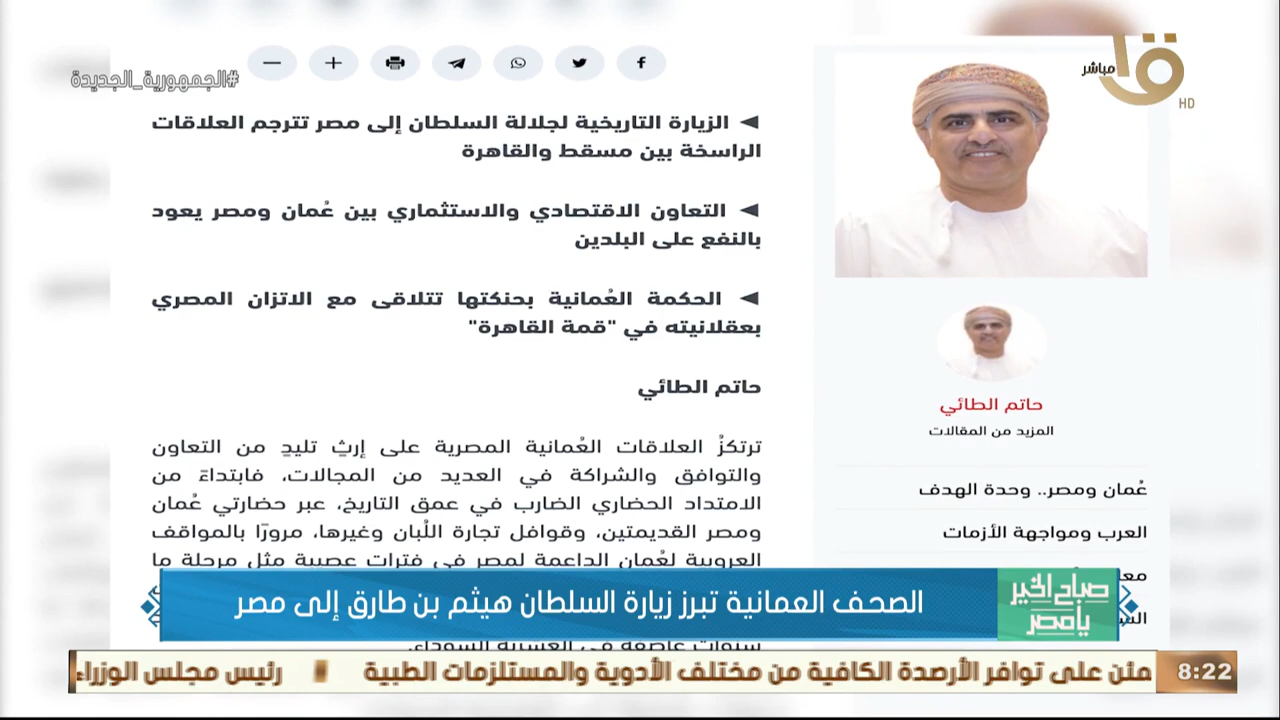 #الجمهورية_الجديدة
مباشر
HD
◄ الزيارة التاريخية لجلالة السلطان إلى مصر تترجم العلاقات
الراسخة بين مسقط والقاهرة
◄ التعاون الاقتصادي والاستثماري بين عُمان ومصر يعود
بالنفع على البلدين
◄ الحكمة العُمانية بحنكتها تتلاقى مع الاتزان المصري
بعقلانيته في "قمة القاهرة"
حاتم الطائي
ترتكزُ العلاقات العُمانية المصرية على إرثٍ تليدٍ من التعاون
والتوافق والشراكة في العديد من المجالات، فابتداءً من
الامتداد الحضاري الضارب في عمق التاريخ، عبر حضارتي عُمان
ومصر القديمتين، وقوافل تجارة اللُبان وغيرها، مرورًا بالمواقف
العروبية لعُمان الداعمة لمصر في فترات عصيبة مثل مرحلة ما
حاتم الطائي
المزيد من المقالات
عُمان ومصر.. وحدة الهدف
العرب ومواجهة الأزمات
صباح الخير
يا مصر
الصحف العمانية تبرز زيارة السلطان هيثم بن طارق إلى مصر
8:22
مئن على توافر الأرصدة الكافية من مختلف الأدوية والمستلزمات الطبية
رئيس مجلس الوزراء